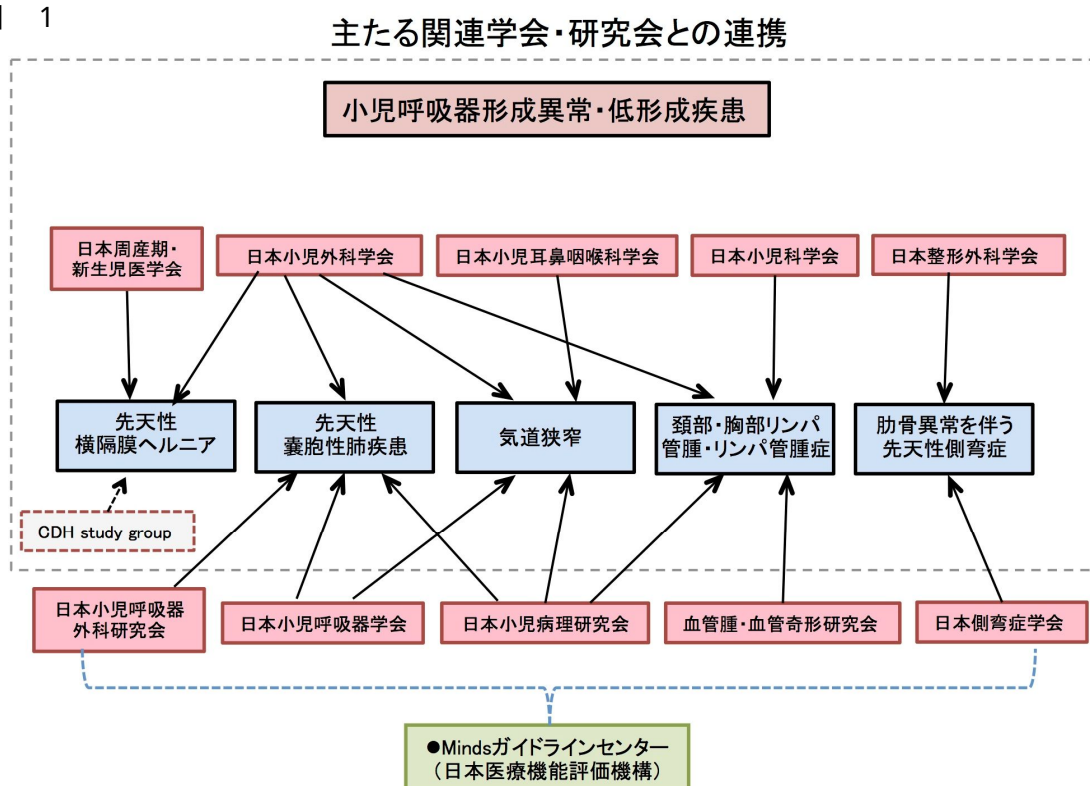 1
主たる関連学会・研究会との連携
小児呼吸器形成異常・低形成疾患
日本周産期・
新生児医学会
日本小児外科学会
日本小児耳鼻咽喉科学会
日本小児科学会
日本整形外科学会
先天性
横隔膜ヘルニア
先天性
嚢胞性肺疾患
気道狭窄
頚部・胸部リンパ
管腫・リンパ管腫症
肋骨異常を伴う
先天性側弯症
CDH study group
日本小児呼吸器
外科研究会
日本小児呼吸器学会
日本小児病理研究会
血管腫・血管奇形研究会
日本側弯症学会
●Mindsガイドラインセンター
（日本医療機能評価機構）